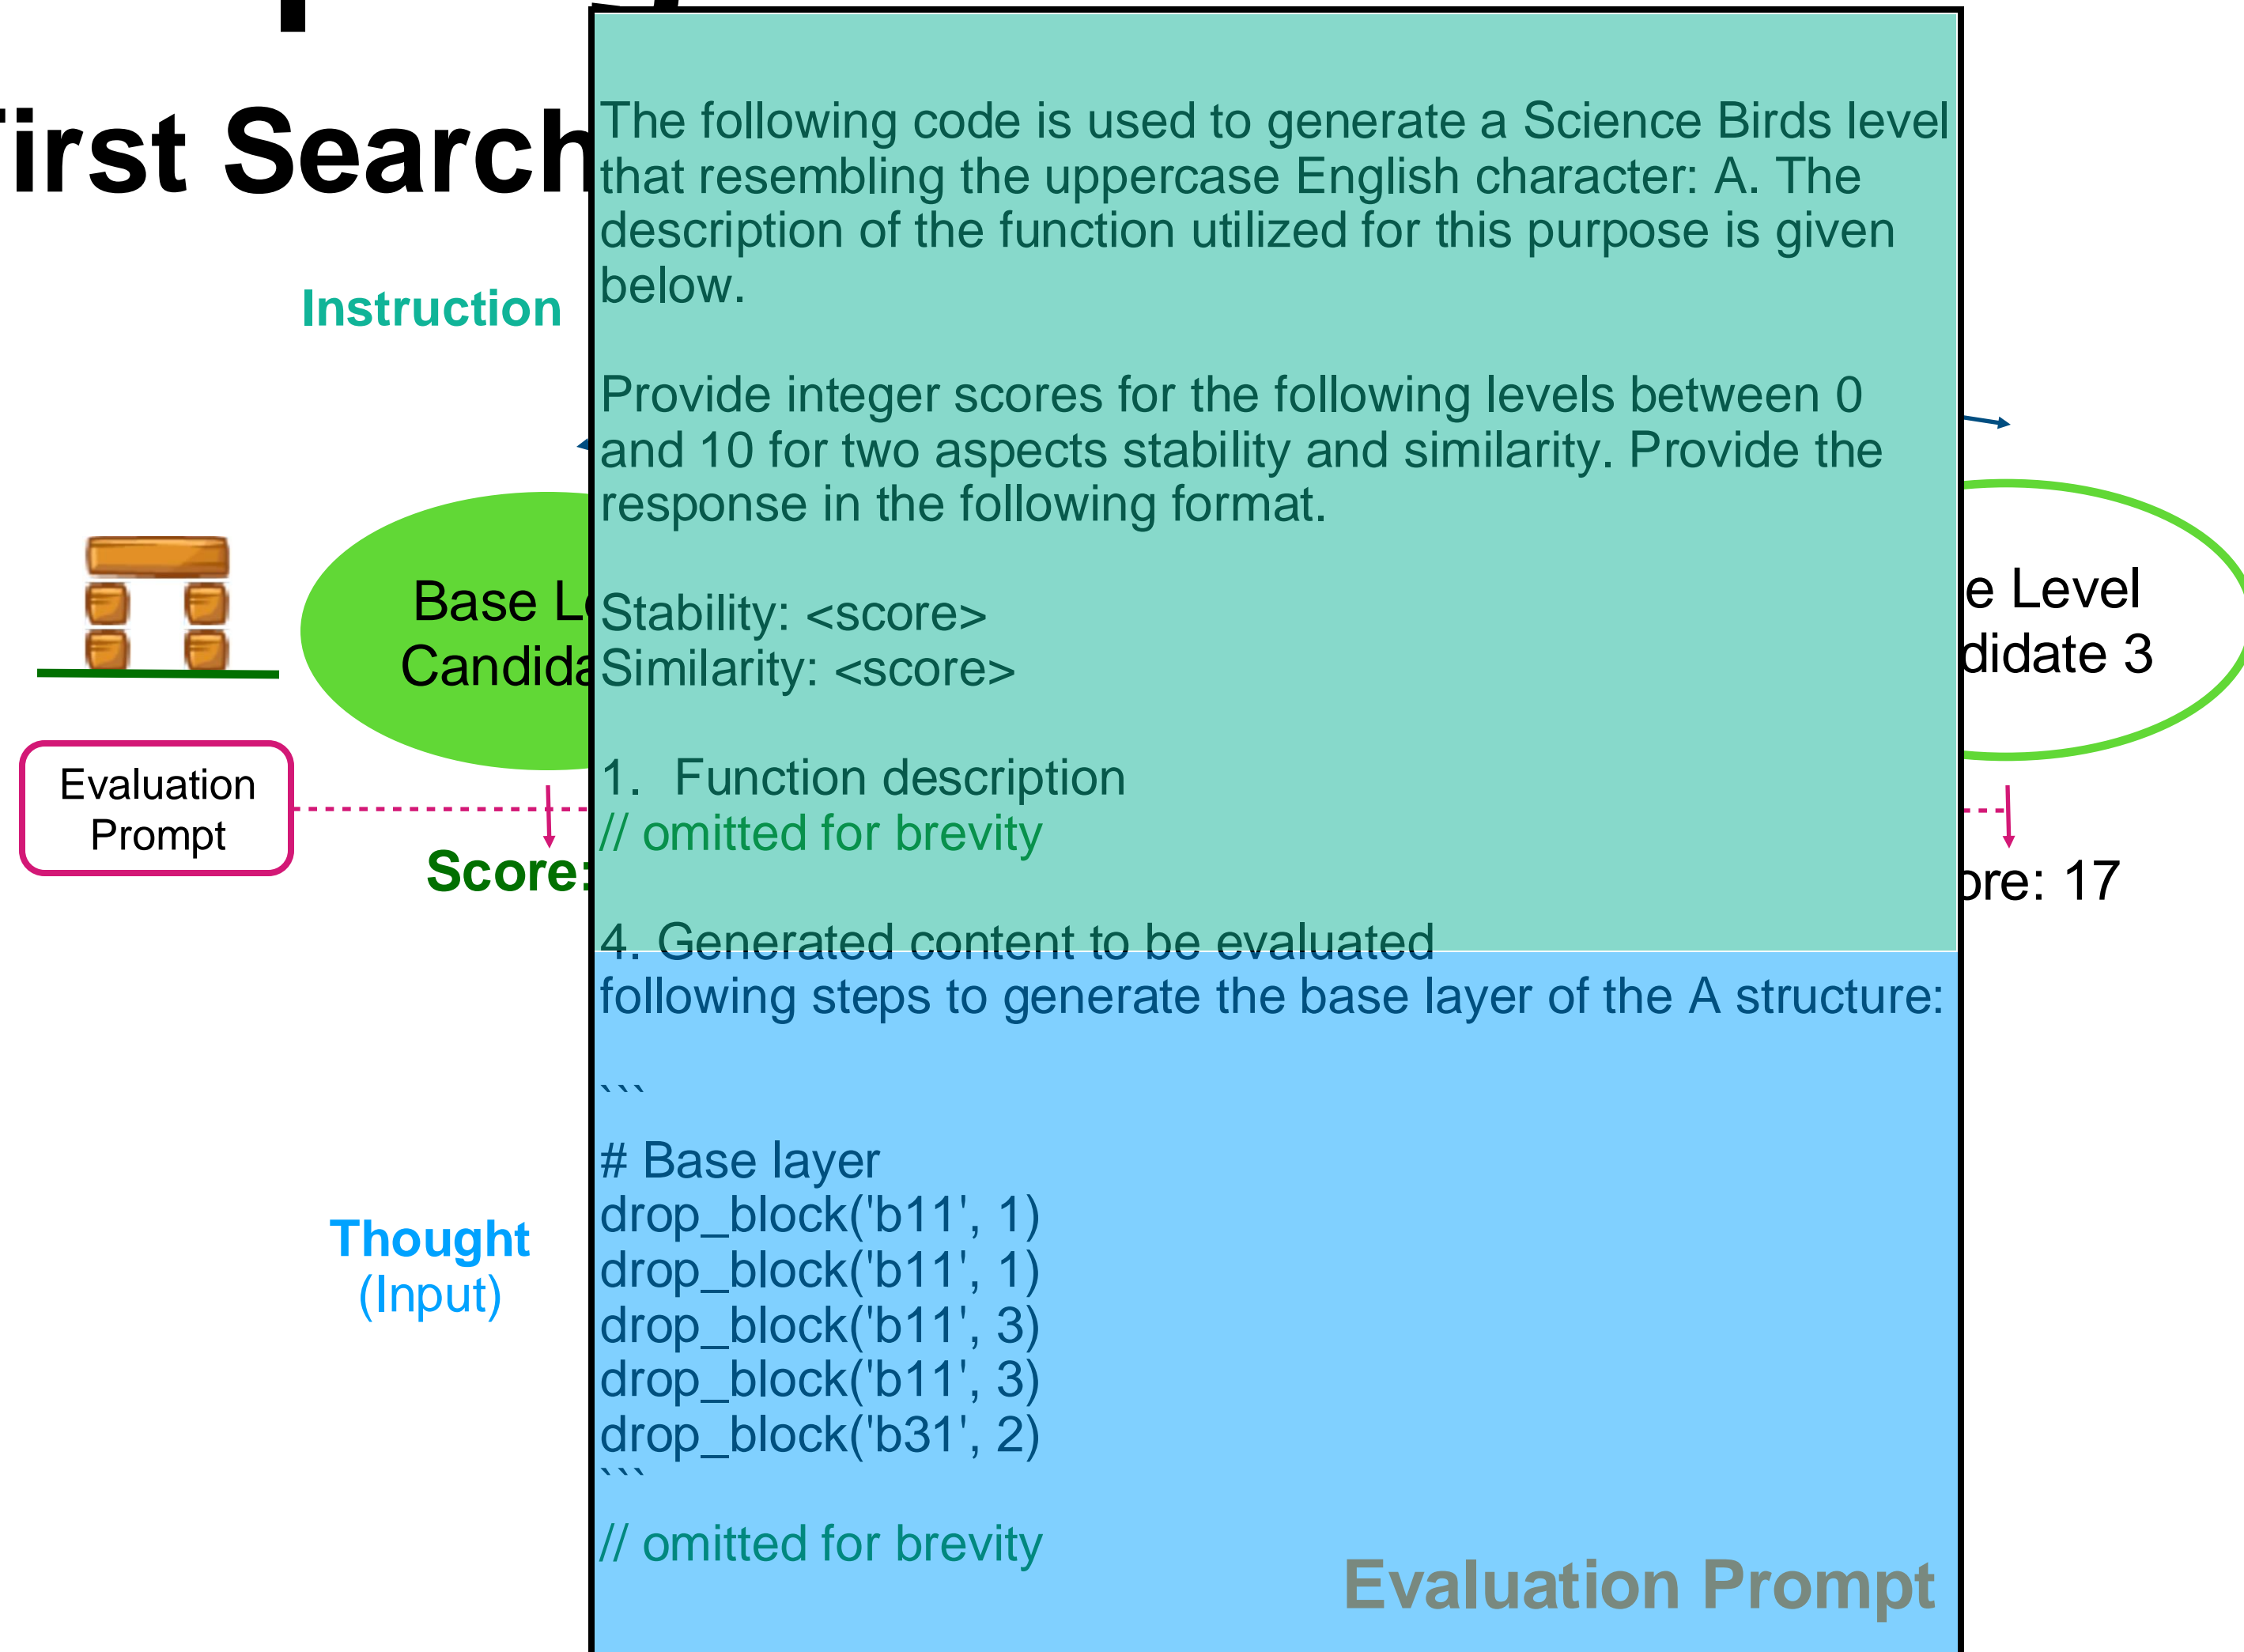 First Search
Instruction
The following code is used to generate a Science Birds level
that resembling the uppercase English character: A. The
description of the function utilized for this purpose is given
below.
Provide integer scores for the following levels between 0
and 10 for two aspects stability and similarity. Provide the
response in the following format.
Stability: <score>
Similarity: <score>
1. Function description
// omitted for brevity
4. Generated content to be evaluated
following steps to generate the base layer of the A structure:
```
# Base layer
drop_block('b11', 1)
drop_block('b11', 1)
drop_block('b11', 3)
drop_block('b11', 3)
drop_block('b31', 2)
```
// omitted for brevity
Evaluation Prompt
Base
Evaluation
Prompt
Score:
Thought
(Input)
Level
didate 3
ore: 17